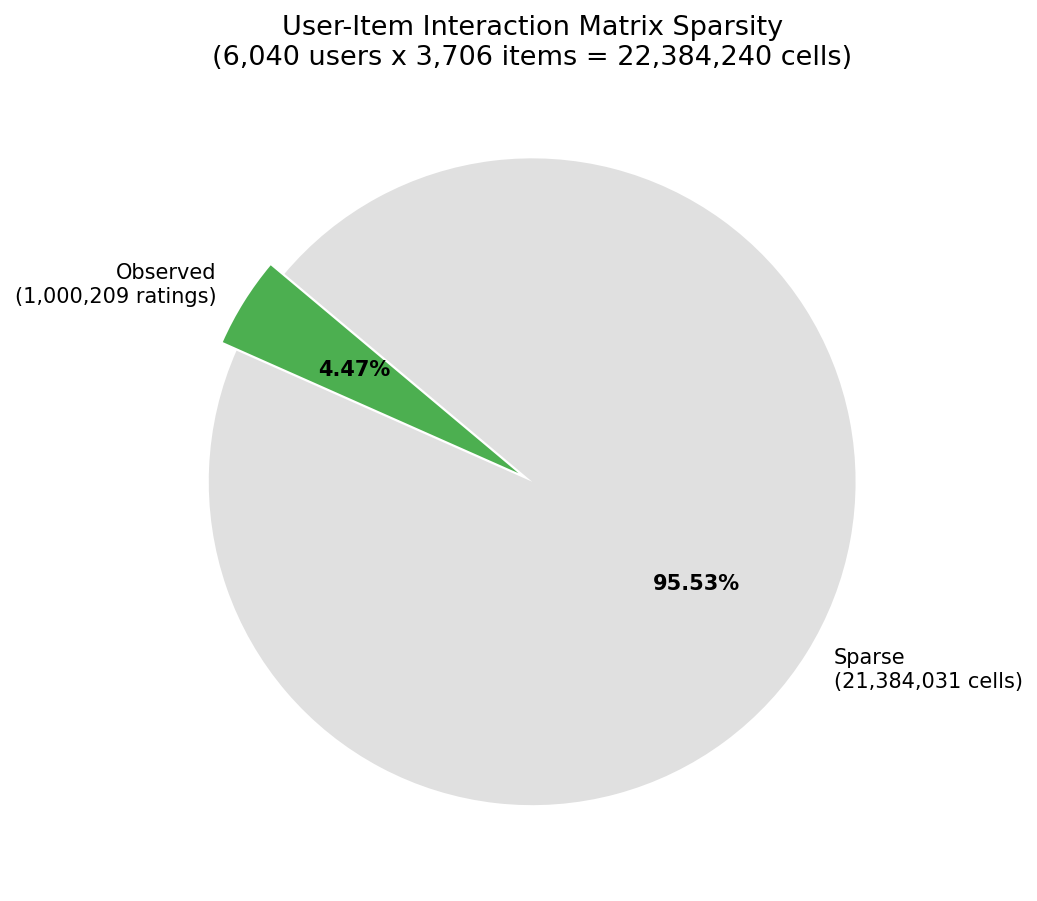 User-Item Interaction Matrix Sparsity
(6,040 users x 3,706 items = 22,384,240 cells)
Observed
(1,000,209 ratings)
4.47%
95.53%
Sparse
(21,384,031 cells)